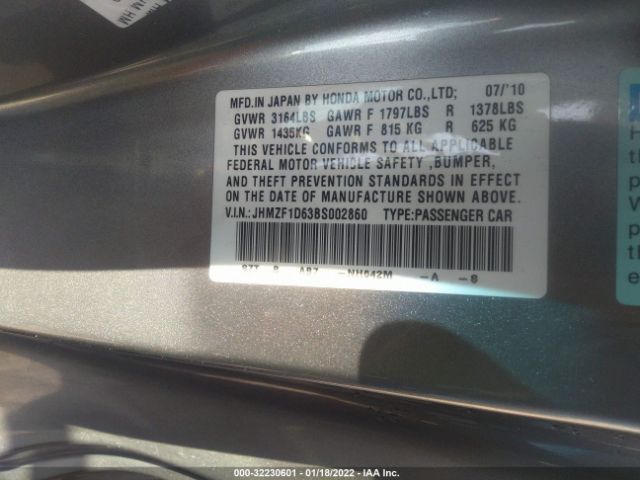 MFD.IN JAPAN BY HONDA MOTOR CO.,LTD; 07/'10
GVWR 3164LBS GAWR F 1797LBS R 1378LBS
GVWR 1435KG GAWR F 815 KG R 625 KG
THIS VEHICLE CONFORMS TO ALL APPLICABLE
FEDERAL MOTOR VEHICLE SAFETY ,BUMPER,
AND THEFT PREVENTION STANDARDS IN EFFECT
ON THE DATE OF MANUFACTURE SHOWN ABOVE.
V.I.N.:JHMZF1D63BS002860 TYPE:PASSENGER CAR
-NH642M -A -8
000-32230601 - 01/18/2022 - IAA Inc.